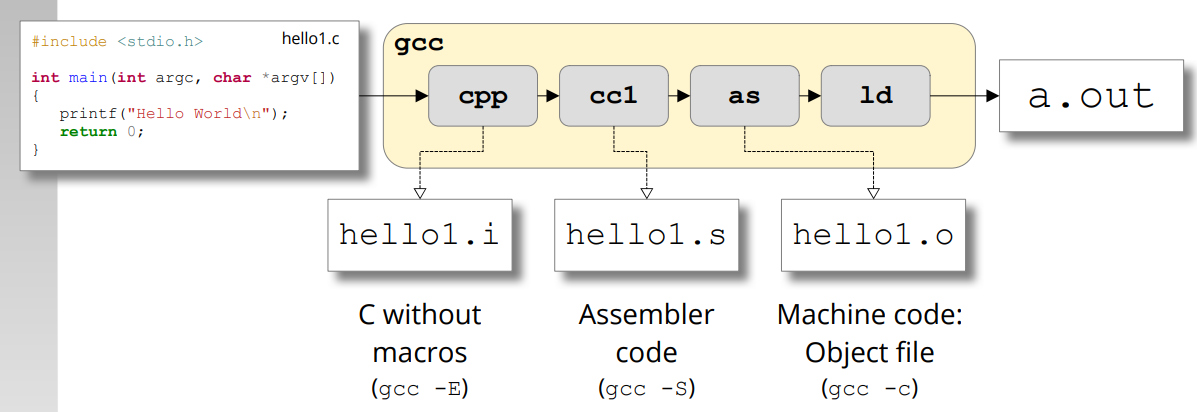 #include <stdio.h>
hello1.c
int main(int argc, char *argv[])
{
printf("Hello World\n");
return 0;
}
gcc
cpp
cc1
as
ld
a.out
hello1.i
hello1.s
hello1.o
C without
macros
(gcc -E)
Assembler
code
(gcc -S)
Machine code:
Object file
(gcc -c)